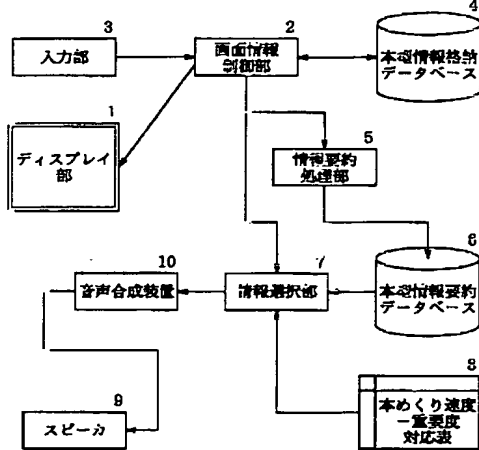 3
入力部
2
画面情報
制御部
4
本型情報格納
データベース
1
ディスプレイ
部
5
情報要約
処理部
6
本型情報要約
データベース
7
情報選択部
10
音声合成装置
8
本めくり速度
－重要度
対応表
9
スピーカ